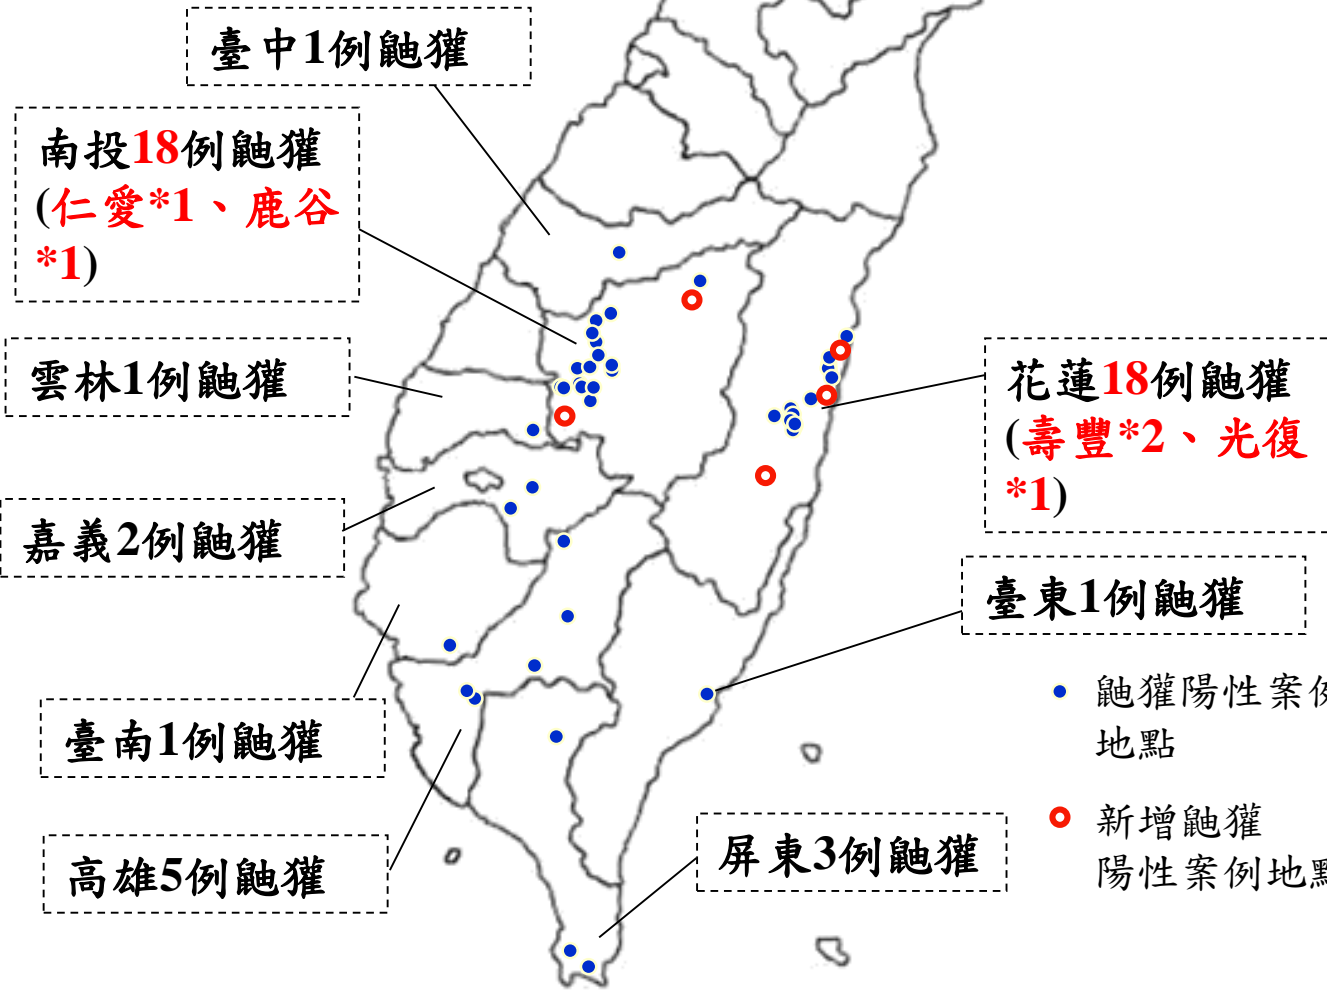 臺中1例鼬獾
南投18例鼬獾
(仁愛*1、鹿谷
*1)
雲林1例鼬獾
花蓮18例鼬獾
(壽豐*2、光復
*1)
嘉義2例鼬獾
臺東1例鼬獾
鼬獾陽性案例
地點
臺南1例鼬獾
新增鼬獾
陽性案例地點
高雄5例鼬獾
屏東3例鼬獾